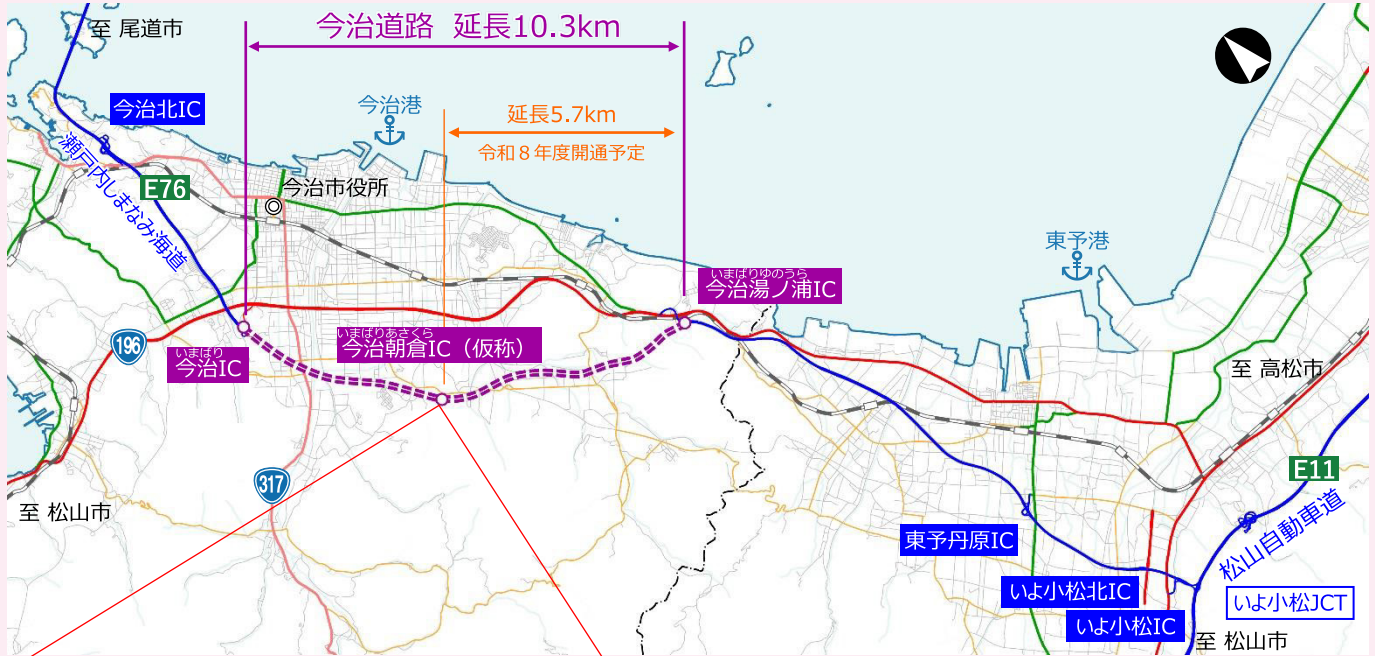 至 尾道市
今治道路 延長10.3km
今治北IC
今治港
延長5.7km
令和8年度開通予定
瀬戸内しまなみ海道
E76
今治市役所
東予港
いまばりゆのうら
今治湯ノ浦IC
196
いまばり
今治IC
いまばりあさくら
今治朝倉IC（仮称）
至 高松市
317
E11
至 松山市
東予丹原IC
松山自動車道
いよ小松北IC
いよ小松JCT
いよ小松IC
至 松山市